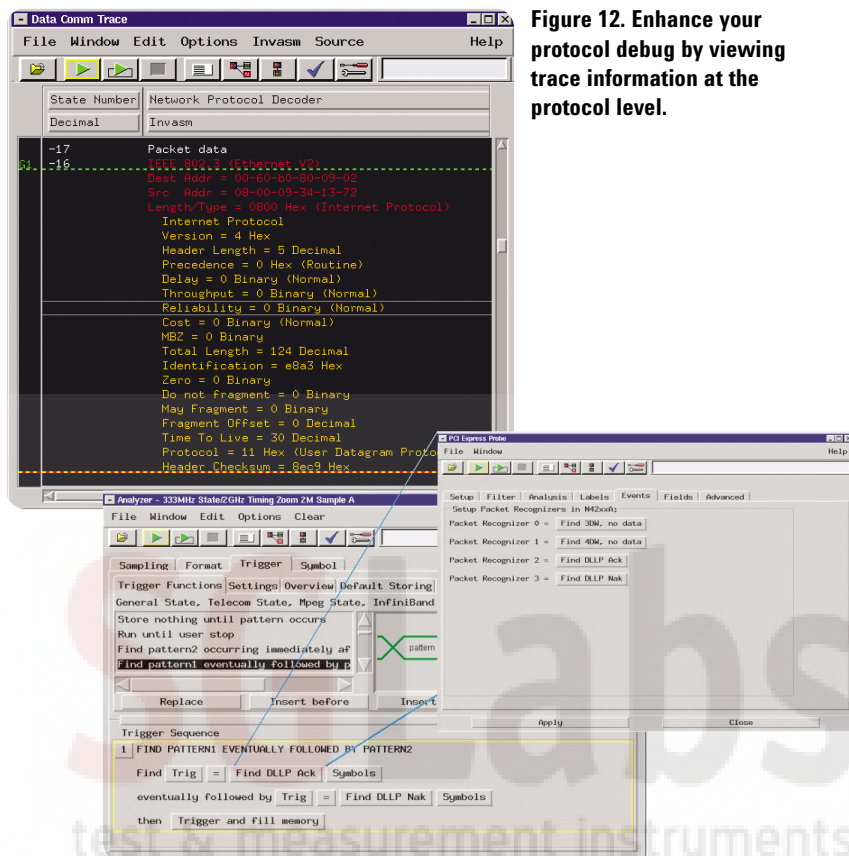 Data Comm Trace
File Window Edit Options Invasm Source Help
State Number Network Protocol Decoder
Decimal Invasm
-17 Packet data
G1 -16 IEEE 802.3 (Ethernet V2)
Dest Addr = 00-60-b0-80-09-02
Src Addr = 08-00-09-34-13-72
Length/Type = 0800 Hex (Internet Protocol)
Internet Protocol
Version = 4 Hex
Header Length = 5 Decimal
Precedence = 0 Hex (Routine)
Delay = 0 Binary (Normal)
Throughput = 0 Binary (Normal)
Reliability = 0 Binary (Normal)
Cost = 0 Binary (Normal)
MBZ = 0 Binary
Total Length = 124 Decimal
Identification = e8a3 Hex
Zero = 0 Binary
Do not fragment = 0 Binary
May Fragment = 0 Binary
Fragment Offset = 0 Decimal
Time To Live = 30 Decimal
Protocol = 11 Hex (User Datagram Proto
Header Checksum = 8ec9 Hex
Figure 12. Enhance your
protocol debug by viewing
trace information at the
protocol level.
PCI Express Probe
File Window Help
Setup Filter Analysis Labels Events Fields Advanced
Setup Packet Recognizers in N42xxA:
Packet Recognizer 0 = Find 3DW, no data
Packet Recognizer 1 = Find 4DW, no data
Packet Recognizer 2 = Find DLLP Ack
Packet Recognizer 3 = Find DLLP Nak
Apply Close
Analyzer - 333MHz State/2GHz Timing Zoom 2M Sample A
File Window Edit Options Clear
Sampling Format Trigger Symbol
Trigger Functions Settings Overview Default Storing
General State, Telecom State, Mpeg State, InfiniBand
Store nothing until pattern occurs
Run until user stop
Find pattern2 occurring immediately af
Find pattern1 eventually followed by p
pattern
Replace Insert before Insert
Trigger Sequence
1 FIND PATTERN1 EVENTUALLY FOLLOWED BY PATTERN2
Find Trig = Find DLLP Ack Symbols
eventually followed by Trig = Find DLLP Nak Symbols
then Trigger and fill memory
SGLabs
test & measurement instruments